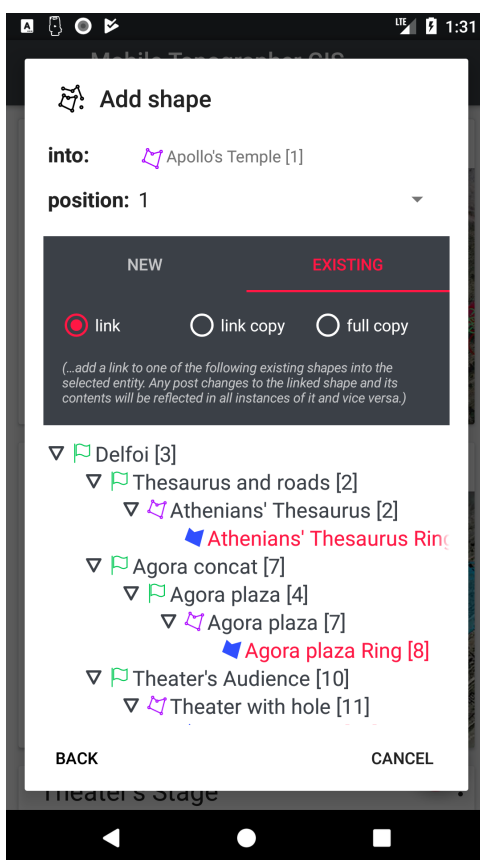 LTE 1:31
Add shape
into: Apollo's Temple [1]
position: 1
NEW EXISTING
link link copy full copy
(...add a link to one of the following existing shapes into the
selected entity. Any post changes to the linked shape and its
contents will be reflected in all instances of it and vice versa.)
Delfoi [3]
Thesaurus and roads [2]
Athenians' Thesaurus [2]
Athenians' Thesaurus Ring
Agora concat [7]
Agora plaza [4]
Agora plaza [7]
Agora plaza Ring [8]
Theater's Audience [10]
Theater with hole [11]
BACK CANCEL
Theater's Stage